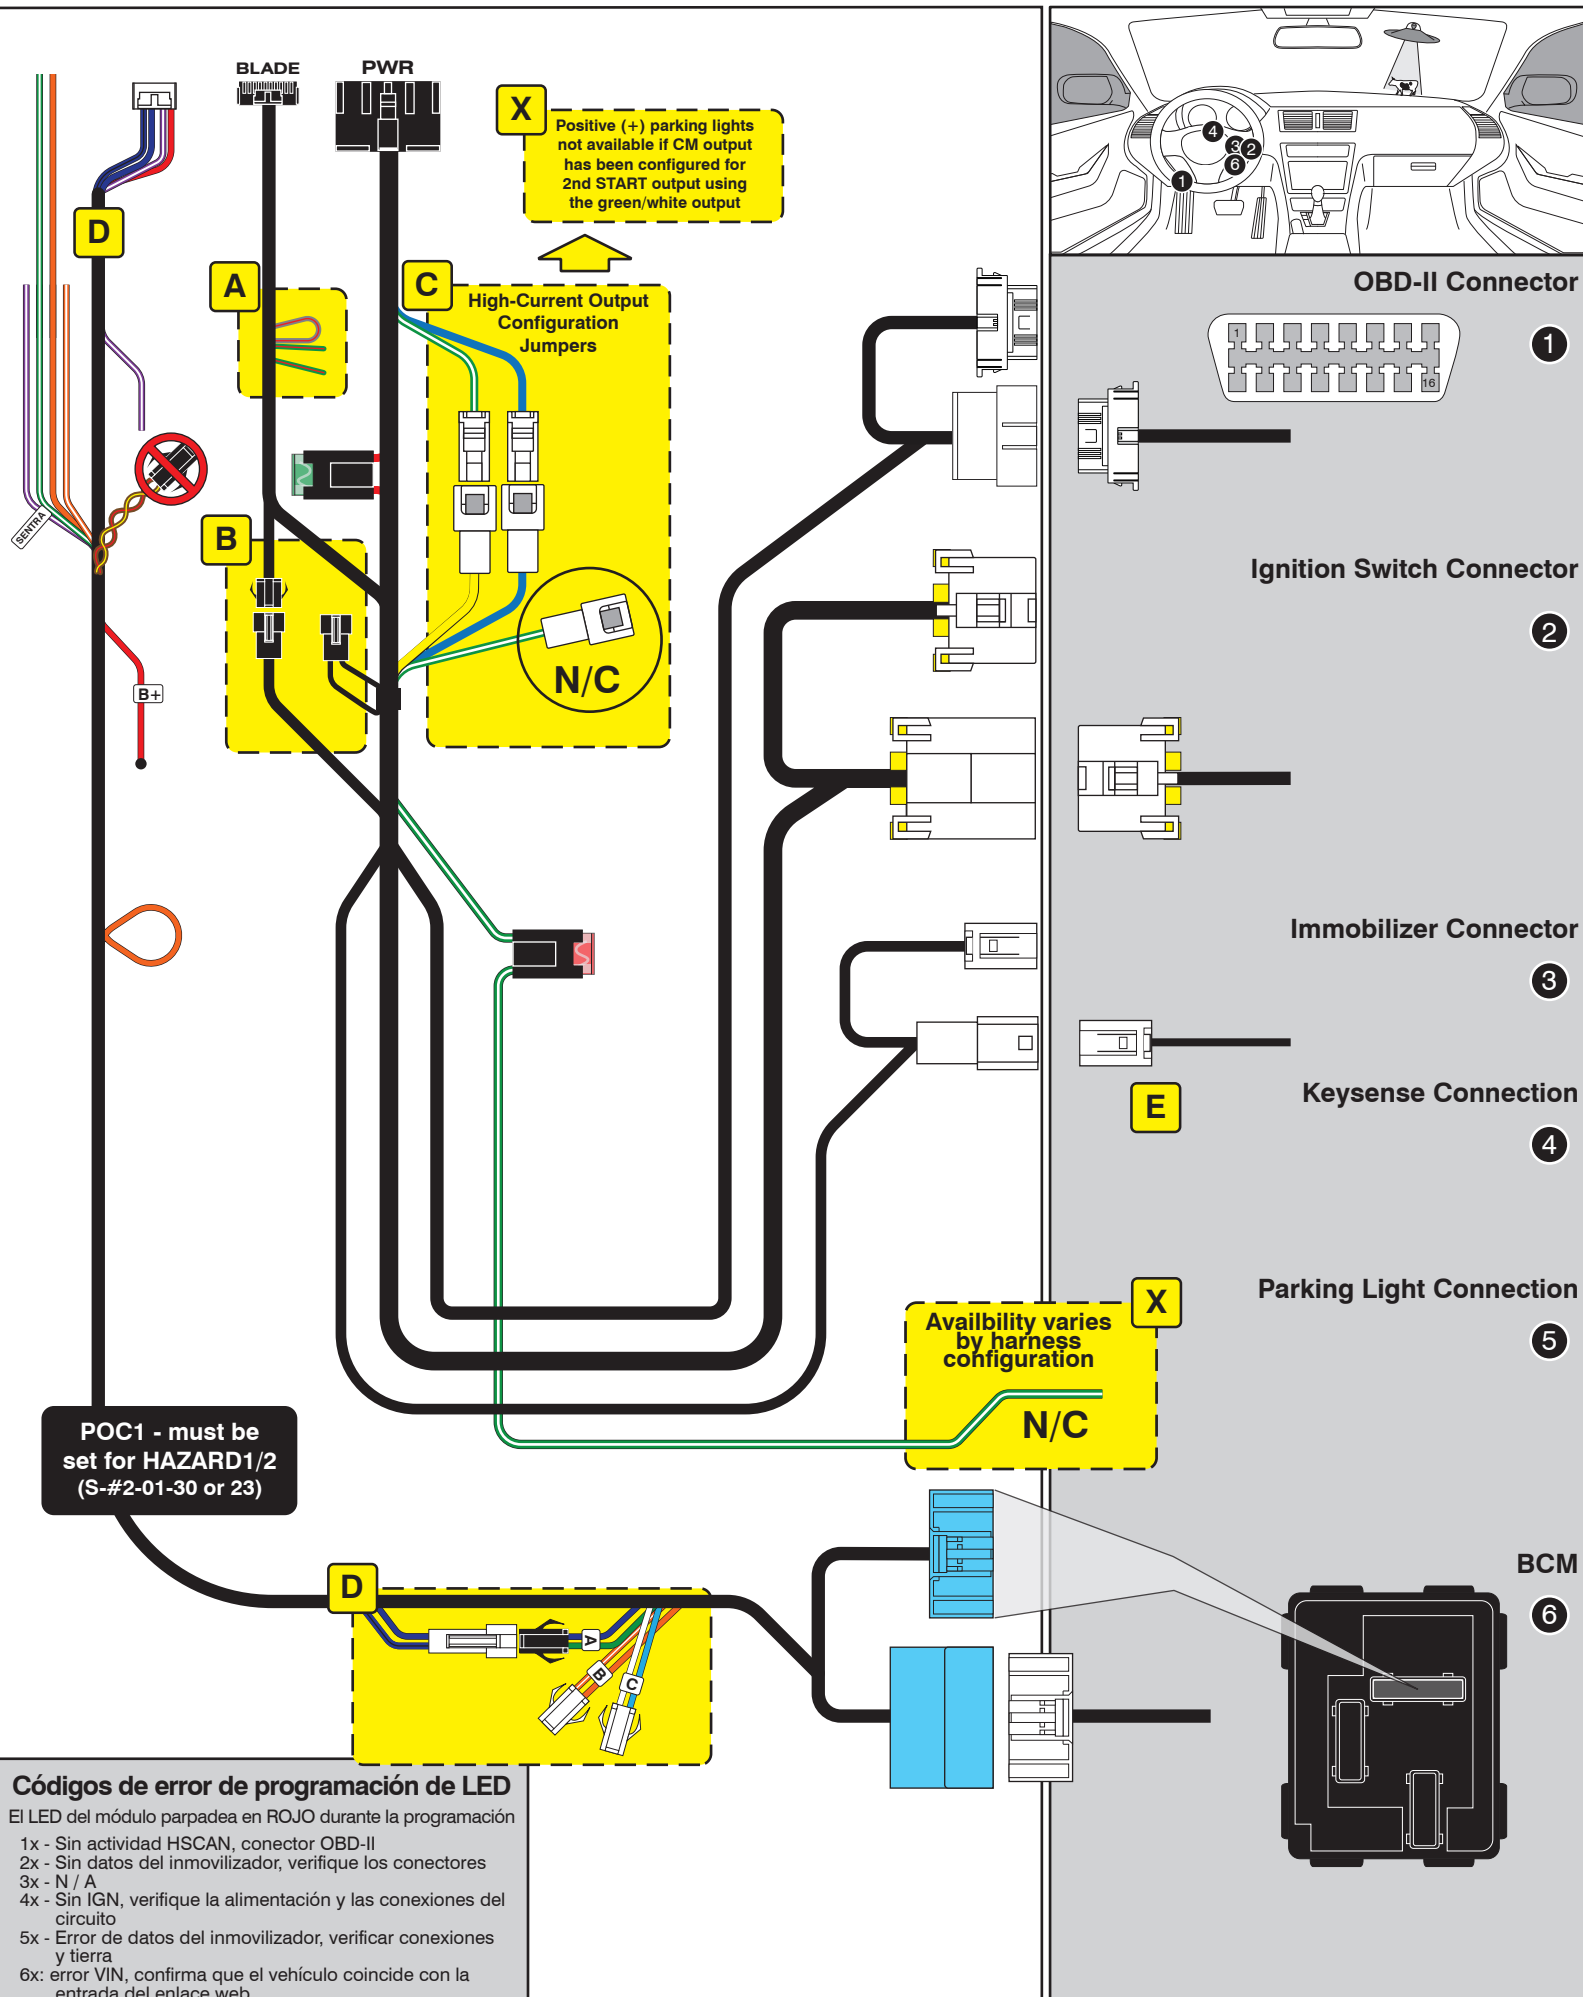 BLADE
PWR
X
Positive (+) parking lights
not available if CM output
has been configured for
2nd START output using
the green/white output
D
A
C
High-Current Output
Configuration
Jumpers
SENTRA
B
N/C
B+
4
3
2
6
1
OBD-II Connector
1
16
1
Ignition Switch Connector
2
Immobilizer Connector
3
E
Keysense Connection
4
X
Parking Light Connection
5
Availbility varies
by harness
configuration
N/C
POC1 - must be
set for HAZARD1/2
(S-#2-01-30 or 23)
D
A
B
C
BCM
6
Códigos de error de programación de LED
El LED del módulo parpadea en ROJO durante la programación
1x - Sin actividad HSCAN, conector OBD-II
2x - Sin datos del inmovilizador, verifique los conectores
3x - N / A
4x - Sin IGN, verifique la alimentación y las conexiones del
circuito
5x - Error de datos del inmovilizador, verificar conexiones
y tierra
6x: error VIN, confirma que el vehículo coincide con la
entrada del enlace web